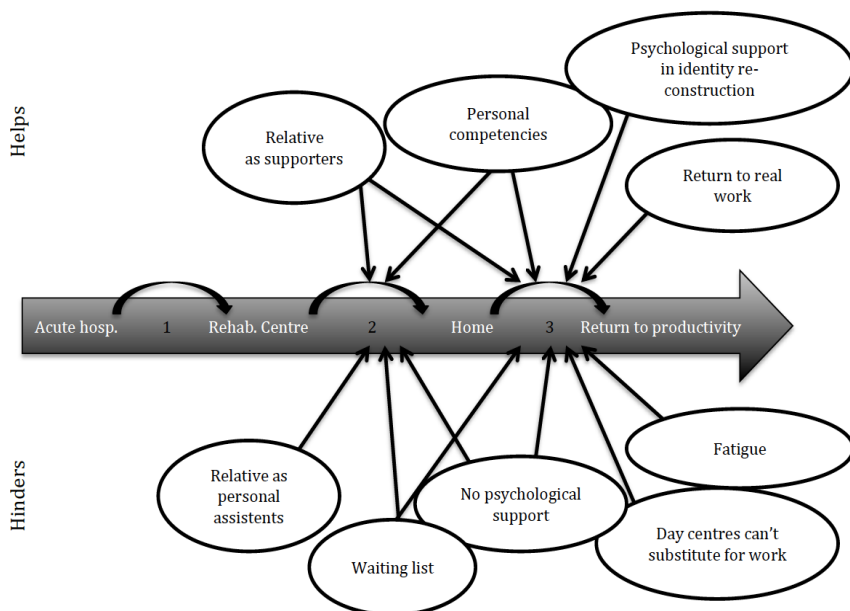 Helps
Psychological support
in identity re-
construction
Personal
competencies
Relative
as supporters
Return to real
work
Acute hosp. 1 Rehab. Centre 2 Home 3 Return to productivity
Hinders
Relative as
personal
assistents
Waiting list
No psychological
support
Fatigue
Day centres can't
substitute for work